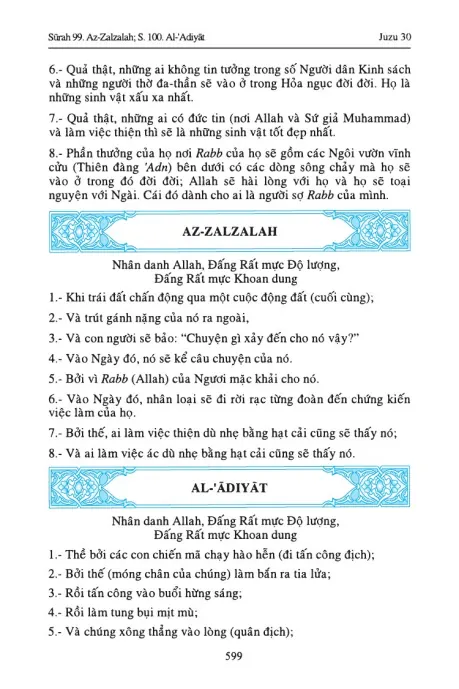 Sūrah 99. Az-Zalzalah; S. 100. Al-'Adiyāt Juzu 30
6.- Quả thật, những ai không tin tưởng trong số Người dân Kinh sách
và những người thờ đa-thần sẽ vào ở trong Hỏa ngục đời đời. Họ là
những sinh vật xấu xa nhất.
7.- Quả thật, những ai có đức tin (nơi Allah và Sứ giả Muhammad)
và làm việc thiện thì sẽ là những sinh vật tốt đẹp nhất.
8.- Phần thưởng của họ nơi Rabb của họ sẽ gồm các Ngôi vườn vĩnh
cửu (Thiên đàng 'Adn) bên dưới có các dòng sông chảy mà họ sẽ
vào ở trong đó đời đời; Allah sẽ hài lòng với họ và họ sẽ toại
nguyện với Ngài. Cái đó dành cho ai là người sợ Rabb của mình.
AZ-ZALZALAH
Nhân danh Allah, Đấng Rất mực Độ lượng,
Đấng Rất mực Khoan dung
1.- Khi trái đất chấn động qua một cuộc động đất (cuối cùng);
2.- Và trút gánh nặng của nó ra ngoài,
3.- Và con người sẽ bảo: “Chuyện gì xảy đến cho nó vậy?”
4.- Vào Ngày đó, nó sẽ kể câu chuyện của nó.
5.- Bởi vì Rabb (Allah) của Ngươi mặc khải cho nó.
6.- Vào Ngày đó, nhân loại sẽ đi rời rạc từng đoàn đến chứng kiến
việc làm của họ.
7.- Bởi thế, ai làm việc thiện dù nhẹ bằng hạt cải cũng sẽ thấy nó;
8.- Và ai làm việc ác dù nhẹ bằng hạt cải cũng sẽ thấy nó.
AL-'ĀDIYĀT
Nhân danh Allah, Đấng Rất mực Độ lượng,
Đấng Rất mực Khoan dung
1.- Thề bởi các con chiến mã chạy hào hển (đi tấn công địch);
2.- Bởi thế (móng chân của chúng) làm bắn ra tia lửa;
3.- Rồi tấn công vào buổi hừng sáng;
4.- Rồi làm tung bụi mịt mù;
5.- Và chúng xông thẳng vào lòng (quân địch);
599